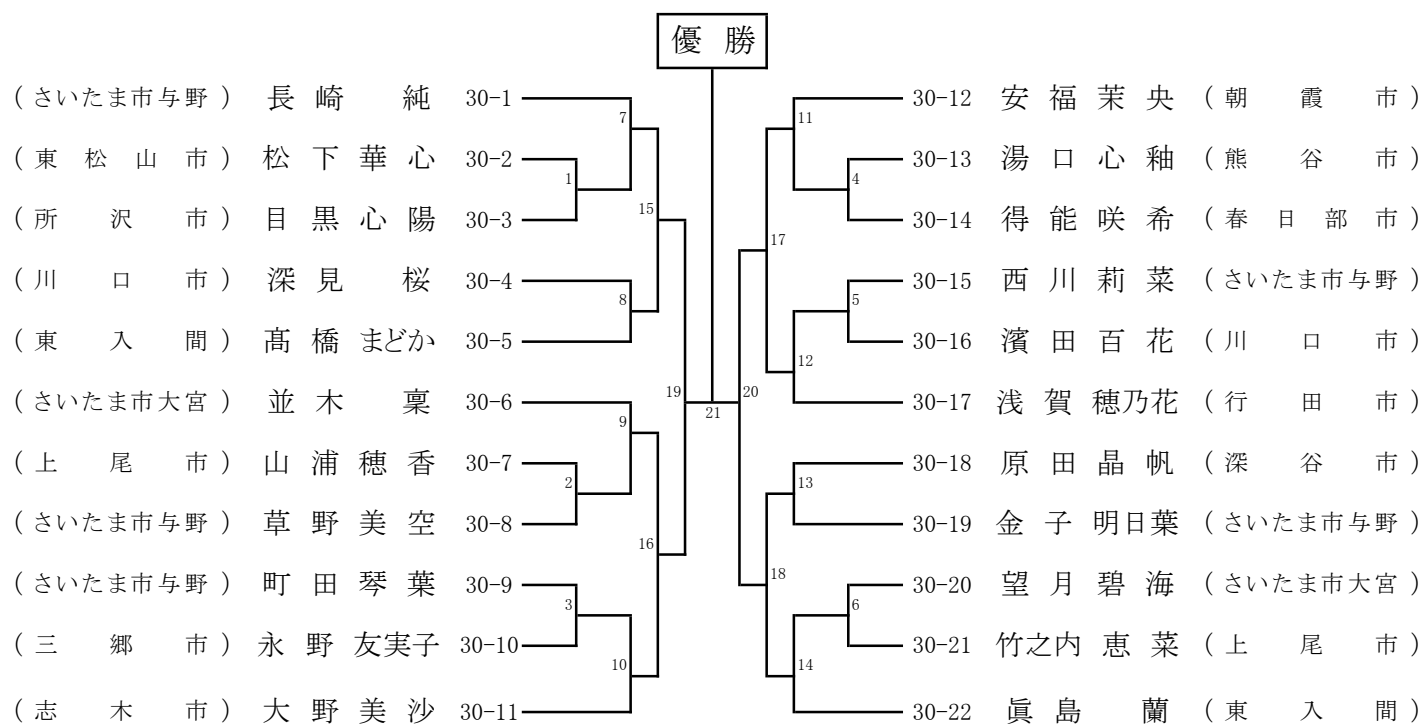 優勝
(さいたま市与野) 長崎 純 30-1
(東松山市) 松下華心 30-2
(所沢市) 目黒心陽 30-3
(川口市) 深見 桜 30-4
(東入間) 髙橋まどか 30-5
(さいたま市大宮) 並木 稟 30-6
(上尾市) 山浦穂香 30-7
(さいたま市与野) 草野美空 30-8
(さいたま市与野) 町田琴葉 30-9
(三郷市) 永野友実子 30-10
(志木市) 大野美沙 30-11
7
1
15
8
19
9
2
16
3
10
21
20
11
4
17
5
12
13
18
6
14
30-12 安福茉央 (朝霞市)
30-13 湯口心釉 (熊谷市)
30-14 得能咲希 (春日部市)
30-15 西川莉菜 (さいたま市与野)
30-16 濱田百花 (川口市)
30-17 浅賀穂乃花 (行田市)
30-18 原田晶帆 (深谷市)
30-19 金子明日葉 (さいたま市与野)
30-20 望月碧海 (さいたま市大宮)
30-21 竹之内恵菜 (上尾市)
30-22 眞島 蘭 (東入間)